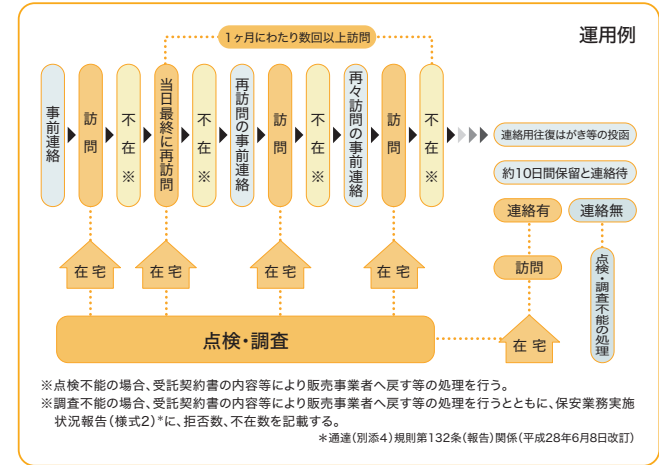 運用例
1ヶ月にわたり数回以上訪問
事前連絡
訪問
不在※
当日最終に再訪問
不在※
再訪問の事前連絡
訪問
不在※
再々訪問の事前連絡
訪問
不在※
連絡用往復はがき等の投函
約10日間保留と連絡待
連絡有
連絡無
訪問
点検・調査不能の処理
在宅
在宅
在宅
在宅
在宅
点検・調査
※点検不能の場合、受託契約書の内容等により販売事業者へ戻す等の処理を行う。
※調査不能の場合、受託契約書の内容等により販売事業者へ戻す等の処理を行うとともに、保安業務実施
状況報告(様式2)*に、拒否数、不在数を記載する。
*通達(別添4)規則第132条(報告)関係(平成28年6月8日改訂)